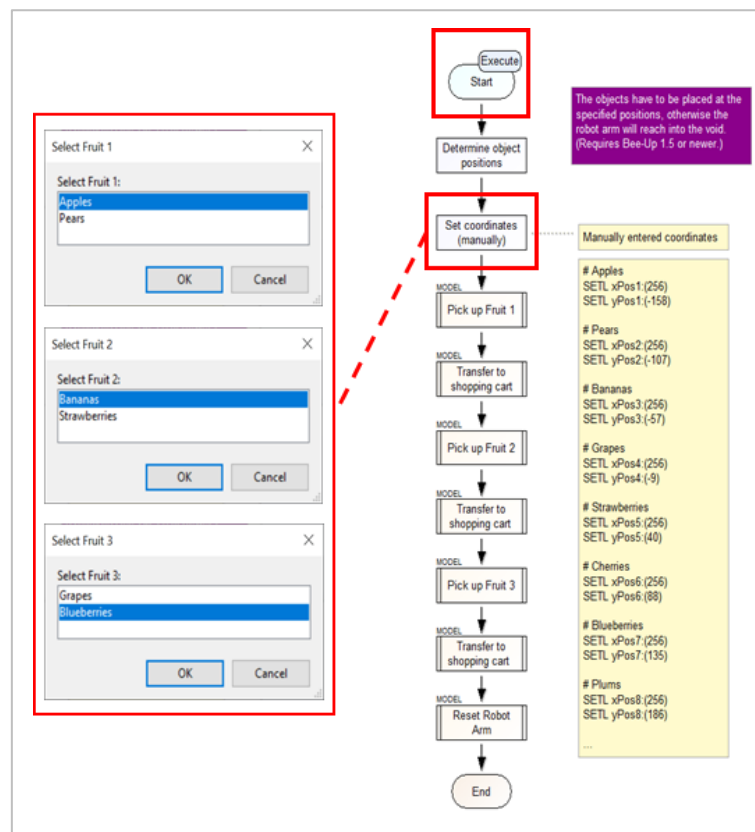 Execute
Start
The objects have to be placed at the
specified positions, otherwise the
robot arm will reach into the void.
(Requires Bee-Up 1.5 or newer.)
Determine object
positions
Set coordinates
(manually)
Manually entered coordinates
Select Fruit 1
Select Fruit 1:
Apples
Pears
OK
Cancel
Select Fruit 2
Select Fruit 2:
Bananas
Strawberries
OK
Cancel
Select Fruit 3
Select Fruit 3:
Grapes
Blueberries
OK
Cancel
MODEL
Pick up Fruit 1
MODEL
Transfer to
shopping cart
MODEL
Pick up Fruit 2
MODEL
Transfer to
shopping cart
MODEL
Pick up Fruit 3
MODEL
Transfer to
shopping cart
MODEL
Reset Robot
Arm
End
# Apples
SETL xPos1:(256)
SETL yPos1:(-158)
# Pears
SETL xPos2:(256)
SETL yPos2:(-107)
# Bananas
SETL xPos3:(256)
SETL yPos3:(-57)
# Grapes
SETL xPos4:(256)
SETL yPos4:(-9)
# Strawberries
SETL xPos5:(256)
SETL yPos5:(40)
# Cherries
SETL xPos6:(256)
SETL yPos6:(88)
# Blueberries
SETL xPos7:(256)
SETL yPos7:(135)
# Plums
SETL xPos8:(256)
SETL yPos8:(186)
...